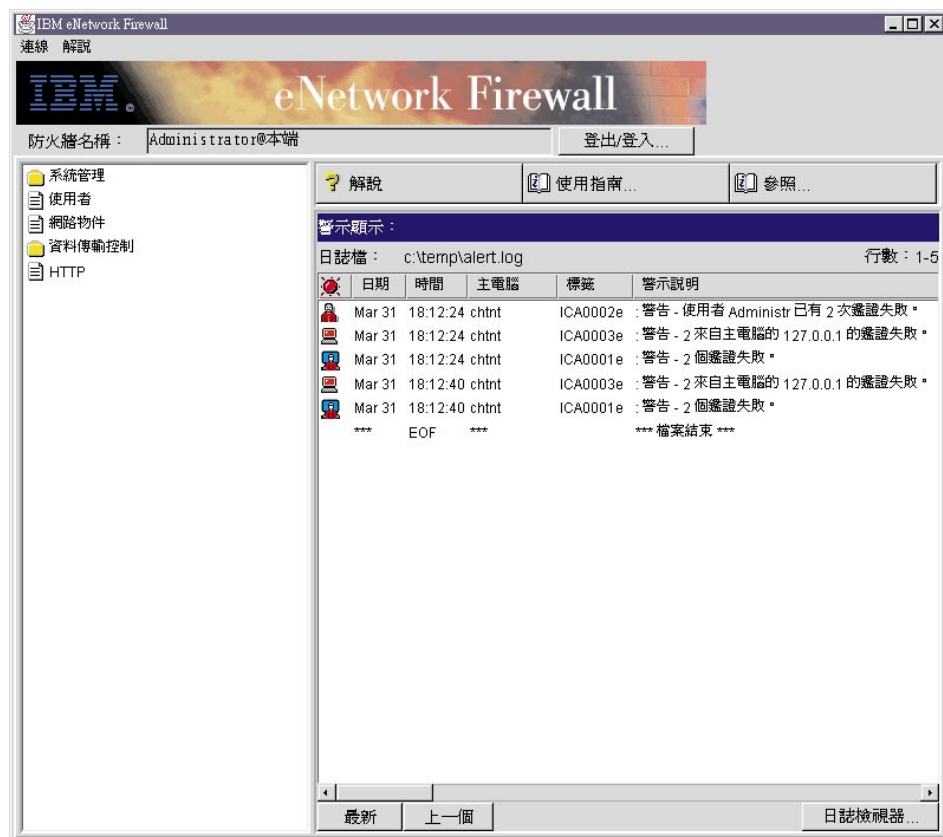 IBM eNetwork Firewall
連線 解說
IBM. eNetwork Firewall
防火牆名稱： Administrator@本端 登出/登入...
系統管理
使用者
網路物件
資料傳輸控制
HTTP
解說 使用指南... 參照...
警示顯示：
日誌檔： c:\temp\alert.log 行數：1-5
日期 時間 主電腦 標籤 警示說明
Mar 31 18:12:24 chtnt ICA0002e : 警告 - 使用者 Administr 已有 2 次鑑證失敗。
Mar 31 18:12:24 chtnt ICA0003e : 警告 - 2 來自主電腦的 127.0.0.1 的鑑證失敗。
Mar 31 18:12:24 chtnt ICA0001e : 警告 - 2 個鑑證失敗。
Mar 31 18:12:40 chtnt ICA0003e : 警告 - 2 來自主電腦的 127.0.0.1 的鑑證失敗。
Mar 31 18:12:40 chtnt ICA0001e : 警告 - 2 個鑑證失敗。
*** EOF *** *** 檔案結束 ***
最新 上一個 日誌檢視器...